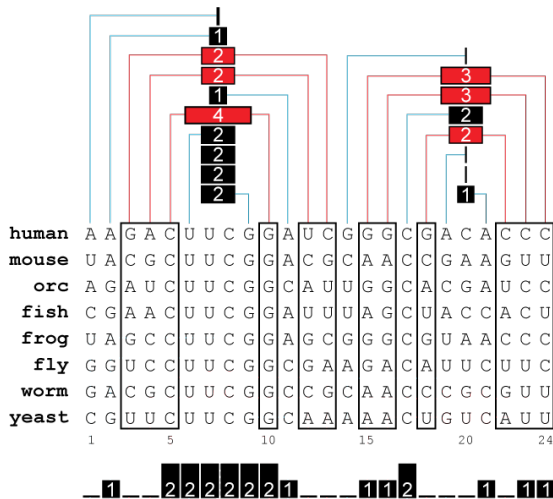 1
2
2 3
1 3
4 2
2 2
2
2
2 1
human A A G A C U U C G G A U C G G G C G A C A C C C
mouse U A C G C U U C G G A C G C A A C C G A A G U U
orc A G A U C U U C G G C A U U G G C A C G A U C C
fish C G A A C U U C G G A U U U A G C U A C C A C U
frog U A G C C U U C G G A G C G G G C G U A A C C C
fly G G U C C U U C G G C G A A G A C A U U C U U C
worm G A C G C U U C G G C C G C A A C C C G C G U U
yeast C G U U C U U C G G C A A A A A C U G U C A U U
1 5 10 15 20 24
1 2 2 2 2 2 2 1 1 1 2 1 1 1